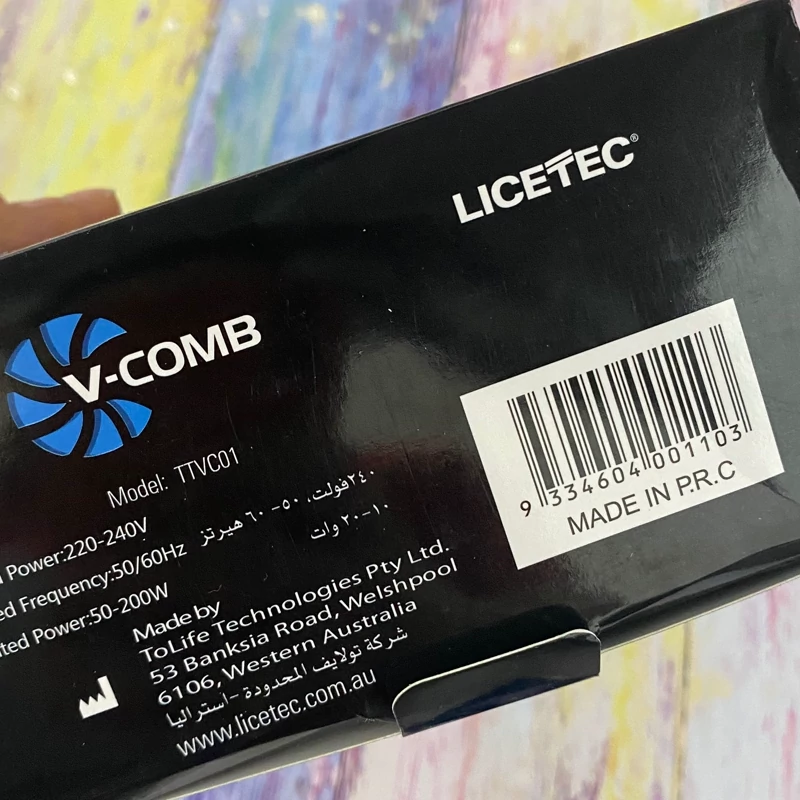 LICETEC®
V-COMB
Model: TTVC01
Power:220-240V
Frequency:50/60Hz
Power:50-200W
٢٤٠فولت، ٥٠- ٦٠ هيرتز
١٠-٢٠ وات
Made by
ToLife Technologies Pty Ltd.
53 Banksia Road, Welshpool
6106, Western Australia
شركة تولايف المحدودة -استراليا
www.licetec.com.au
9 334604 001103
MADE IN P.R.C